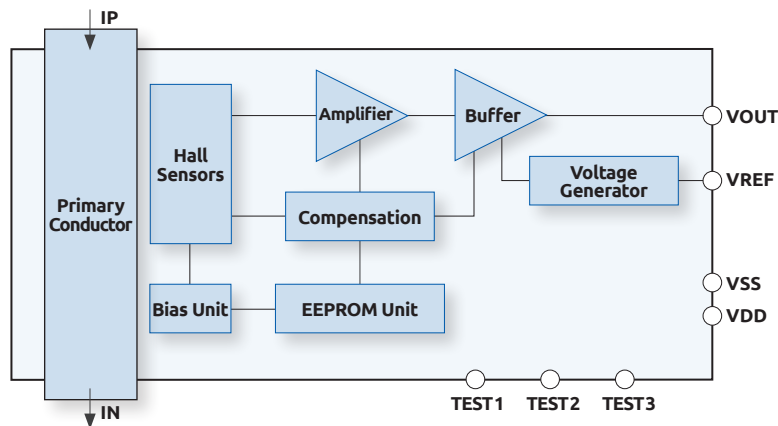 IP
Primary
Conductor
IN
Hall
Sensors
Amplifier
Buffer
Voltage
Generator
Compensation
Bias Unit
EEPROM Unit
VOUT
VREF
VSS
VDD
TEST1
TEST2
TEST3